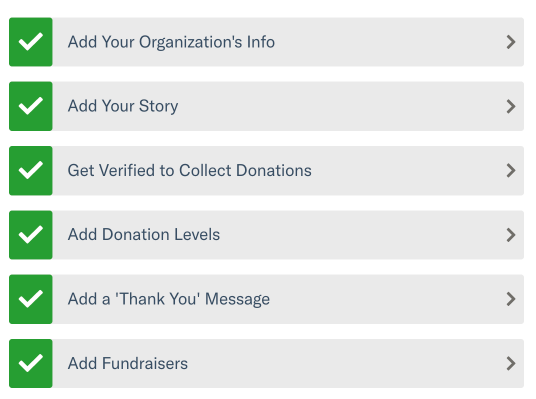 Add Your Organization's Info
Add Your Story
Get Verified to Collect Donations
Add Donation Levels
Add a 'Thank You' Message
Add Fundraisers